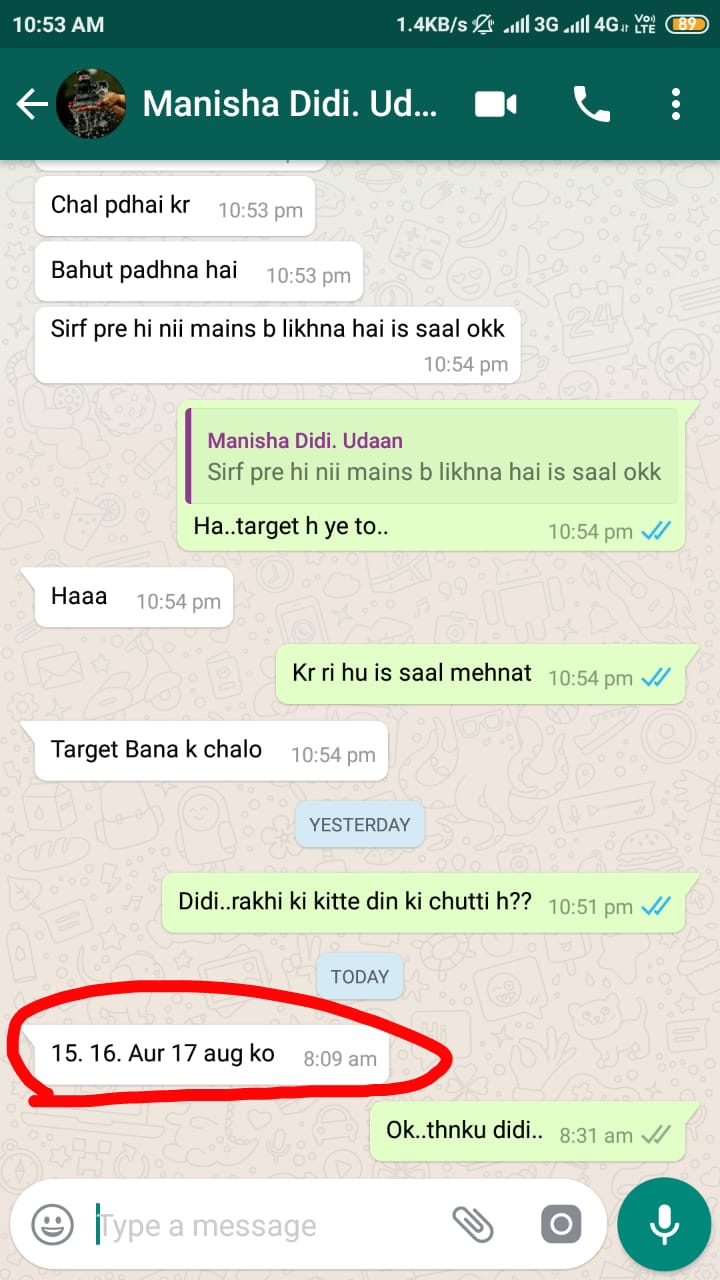 10:53 AM 1.4KB/s 3G 4G VoLTE 89
Manisha Didi. Ud...
Chal pdhai kr 10:53 pm
Bahut padhna hai 10:53 pm
Sirf pre hi nii mains b likhna hai is saal okk
10:54 pm
Manisha Didi. Udaan
Sirf pre hi nii mains b likhna hai is saal okk
Ha..target h ye to.. 10:54 pm
Haaa 10:54 pm
Kr ri hu is saal mehnat 10:54 pm
Target Bana k chalo 10:54 pm
YESTERDAY
Didi..rakhi ki kitte din ki chutti h?? 10:51 pm
TODAY
15. 16. Aur 17 aug ko 8:09 am
Ok..thnku didi.. 8:31 am
Type a message